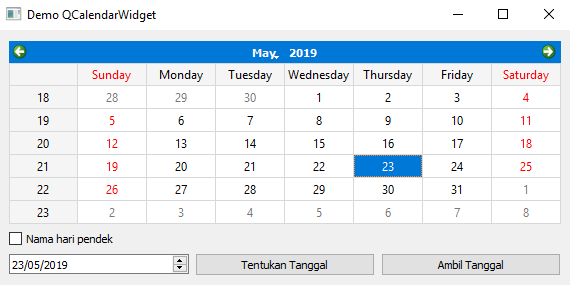 Demo QCalendarWidget
May, 2019
Sunday Monday Tuesday Wednesday Thursday Friday Saturday
18 28 29 30 1 2 3 4
19 5 6 7 8 9 10 11
20 12 13 14 15 16 17 18
21 19 20 21 22 23 24 25
22 26 27 28 29 30 31 1
23 2 3 4 5 6 7 8
Nama hari pendek
23/05/2019 Tentukan Tanggal Ambil Tanggal